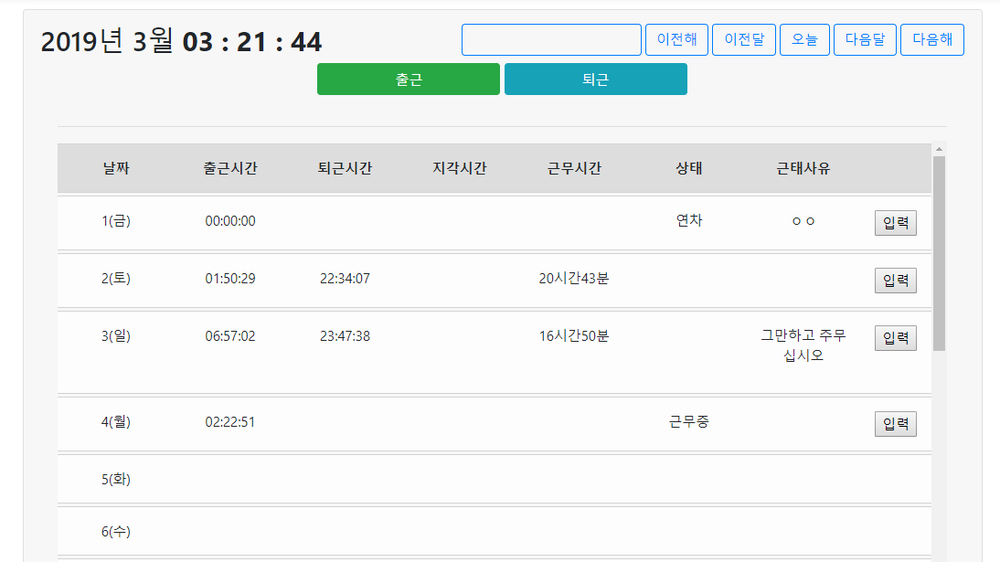 2019년 3월 03 : 21 : 44
이전해 이전달 오늘 다음달 다음해
출근 퇴근
날짜 출근시간 퇴근시간 지각시간 근무시간 상태 근태사유
1(금) 00:00:00 연차 ㅇㅇ 입력
2(토) 01:50:29 22:34:07 20시간43분 입력
3(일) 06:57:02 23:47:38 16시간50분 그만하고 주무 입력
십시오
4(월) 02:22:51 근무중 입력
5(화)
6(수)